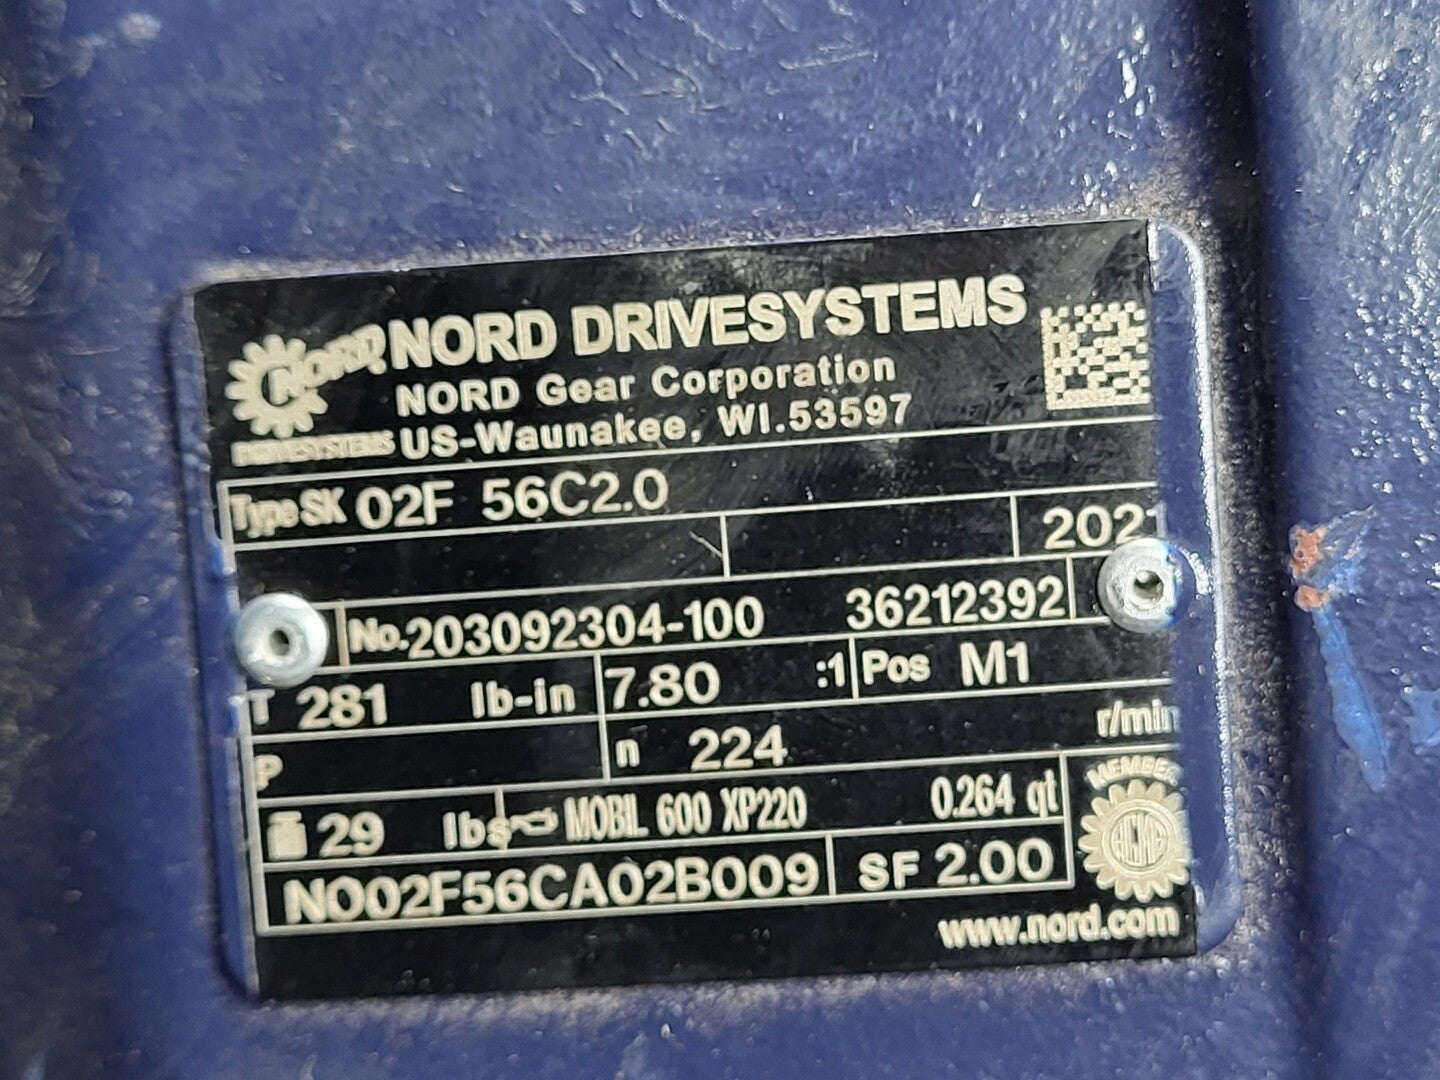 NORD DRIVESYSTEMS
NORD
DRIVESYSTEMS
NORD Gear Corporation
US-Waunakee, WI.53597
Type SK 02F 56C2.0
2021
No.203092304-100 36212392
T 281 lb-in 7.80 :1 Pos M1
P n 224 r/min
29 lbs MOBIL 600 XP220 0.264 qt
NO02F56CA02B009 SF 2.00
MEMBER
www.nord.com